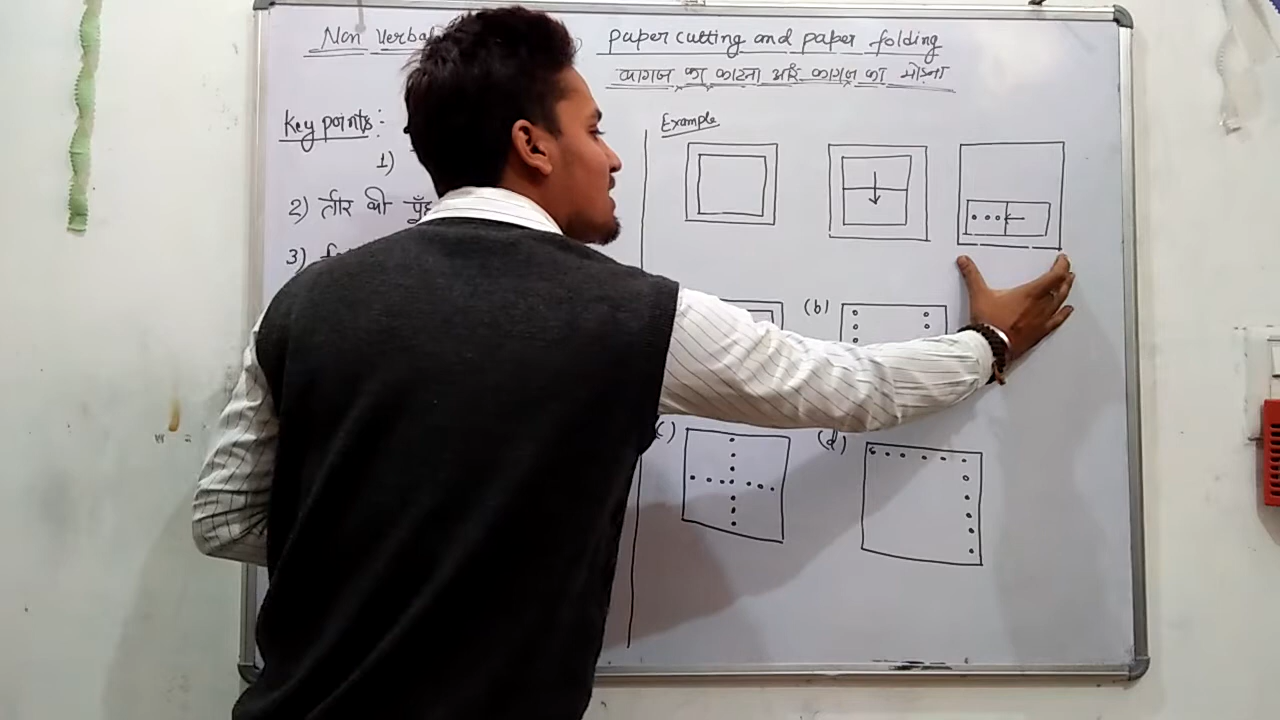 Non Verbal
paper cutting and paper folding
कागज का काटना और कागज का मोड़ना
Key points:
1)
2) तीर की
3)
Example
(b)
(c)
(d)